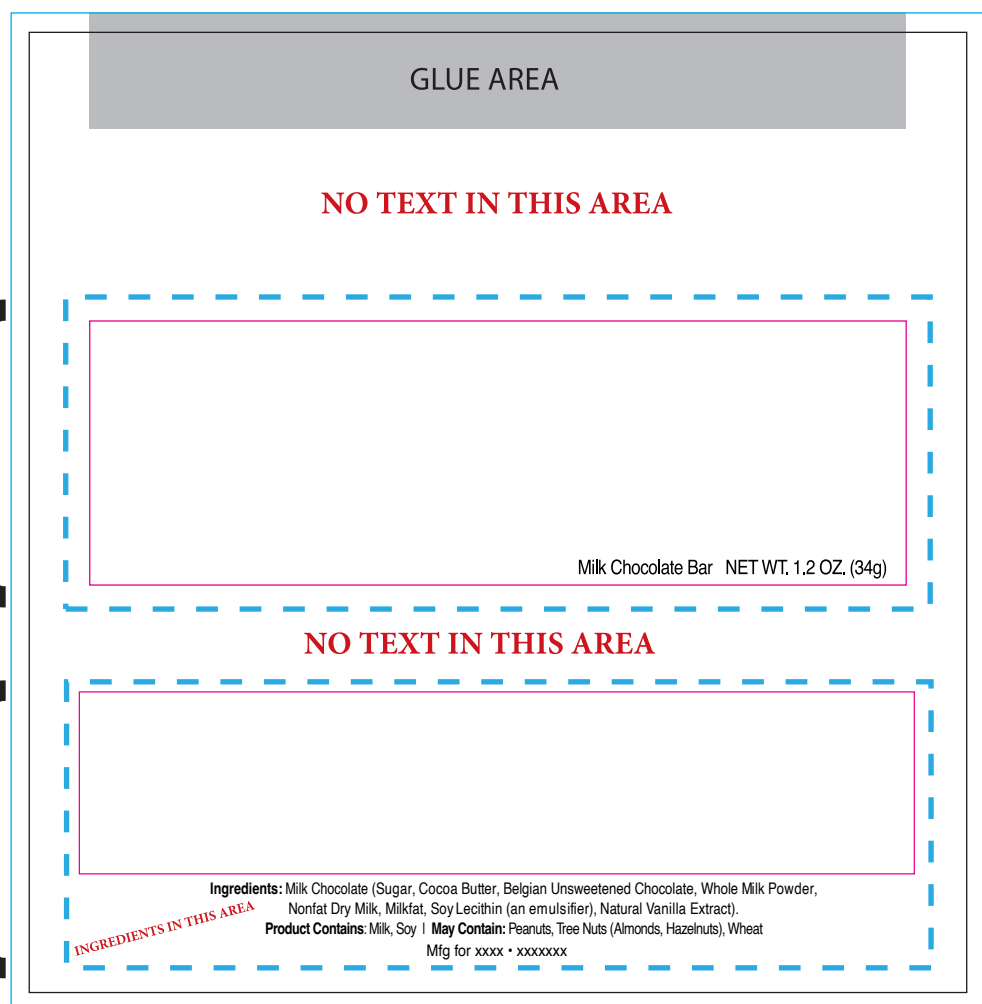 GLUE AREA
NO TEXT IN THIS AREA
Milk Chocolate Bar NET WT. 1.2 OZ. (34g)
NO TEXT IN THIS AREA
Ingredients: Milk Chocolate (Sugar, Cocoa Butter, Belgian Unsweetened Chocolate, Whole Milk Powder,
Nonfat Dry Milk, Milkfat, Soy Lecithin (an emulsifier), Natural Vanilla Extract).
INGREDIENTS IN THIS AREA
Product Contains: Milk, Soy | May Contain: Peanuts, Tree Nuts (Almonds, Hazelnuts), Wheat
Mfg for xxxx • xxxxxxx